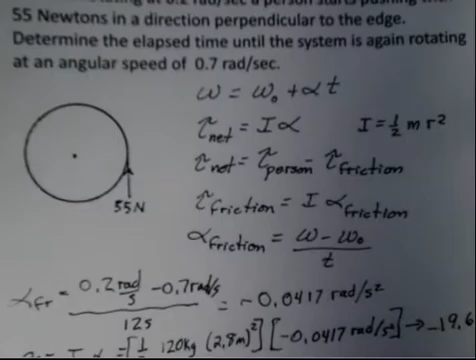 55 Newtons in a direction perpendicular to the edge.
Determine the elapsed time until the system is again rotating
at an angular speed of 0.7 rad/sec.
ω = ω₀ + α t
τnet = I α I = ½ m r²
τnet = τperson - τfriction
55N
τfriction = I αfriction
αfriction = (ω - ω₀) / t
αfr = (0.2 rad/s - 0.7 rad/s) / 12s = -0.0417 rad/s²
120kg (2.8m)²] [-0.0417 rad/s²] → -19.6